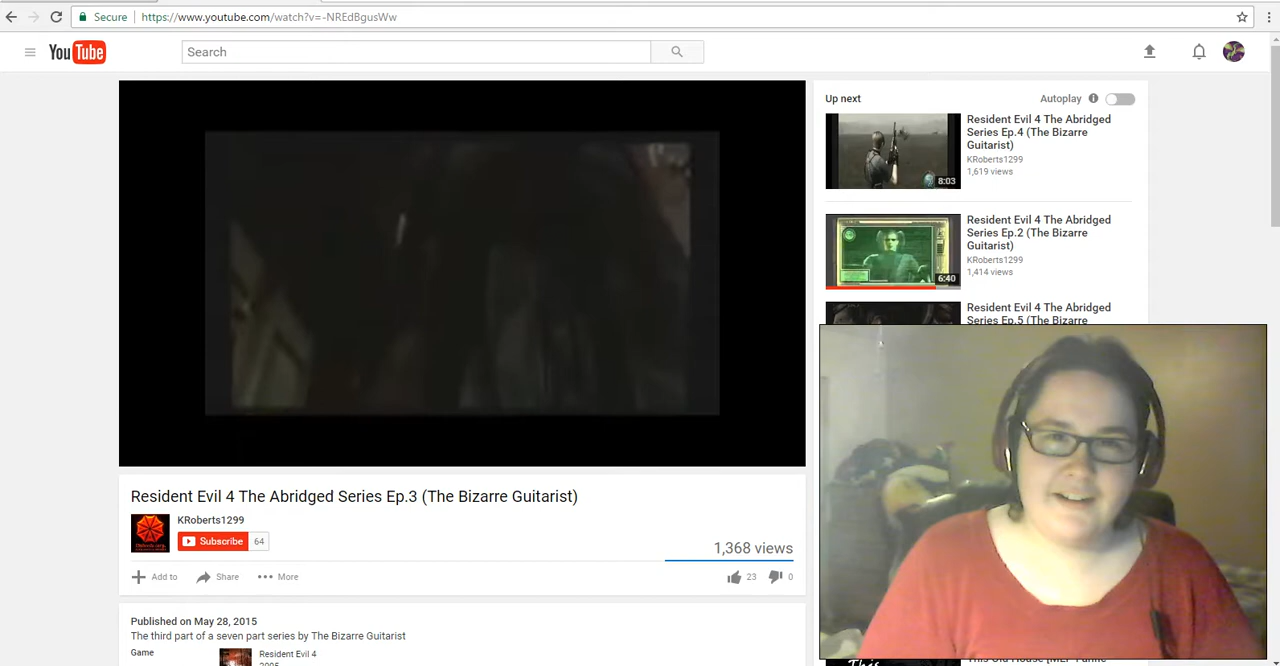 Secure
https://www.youtube.com/watch?v=-NREdBgusWw
YouTube
Search
Up next
Autoplay
Resident Evil 4 The Abridged
Series Ep.4 (The Bizarre
Guitarist)
KRoberts1299
1,619 views
8:03
Resident Evil 4 The Abridged
Series Ep.2 (The Bizarre
Guitarist)
KRoberts1299
1,414 views
6:40
Resident Evil 4 The Abridged
Series Ep.5 (The Bizarre
Resident Evil 4 The Abridged Series Ep.3 (The Bizarre Guitarist)
KRoberts1299
Subscribe 64
1,368 views
Add to
Share
More
23
0
Published on May 28, 2015
The third part of a seven part series by The Bizarre Guitarist
Game
Resident Evil 4
2005
This
This Old House